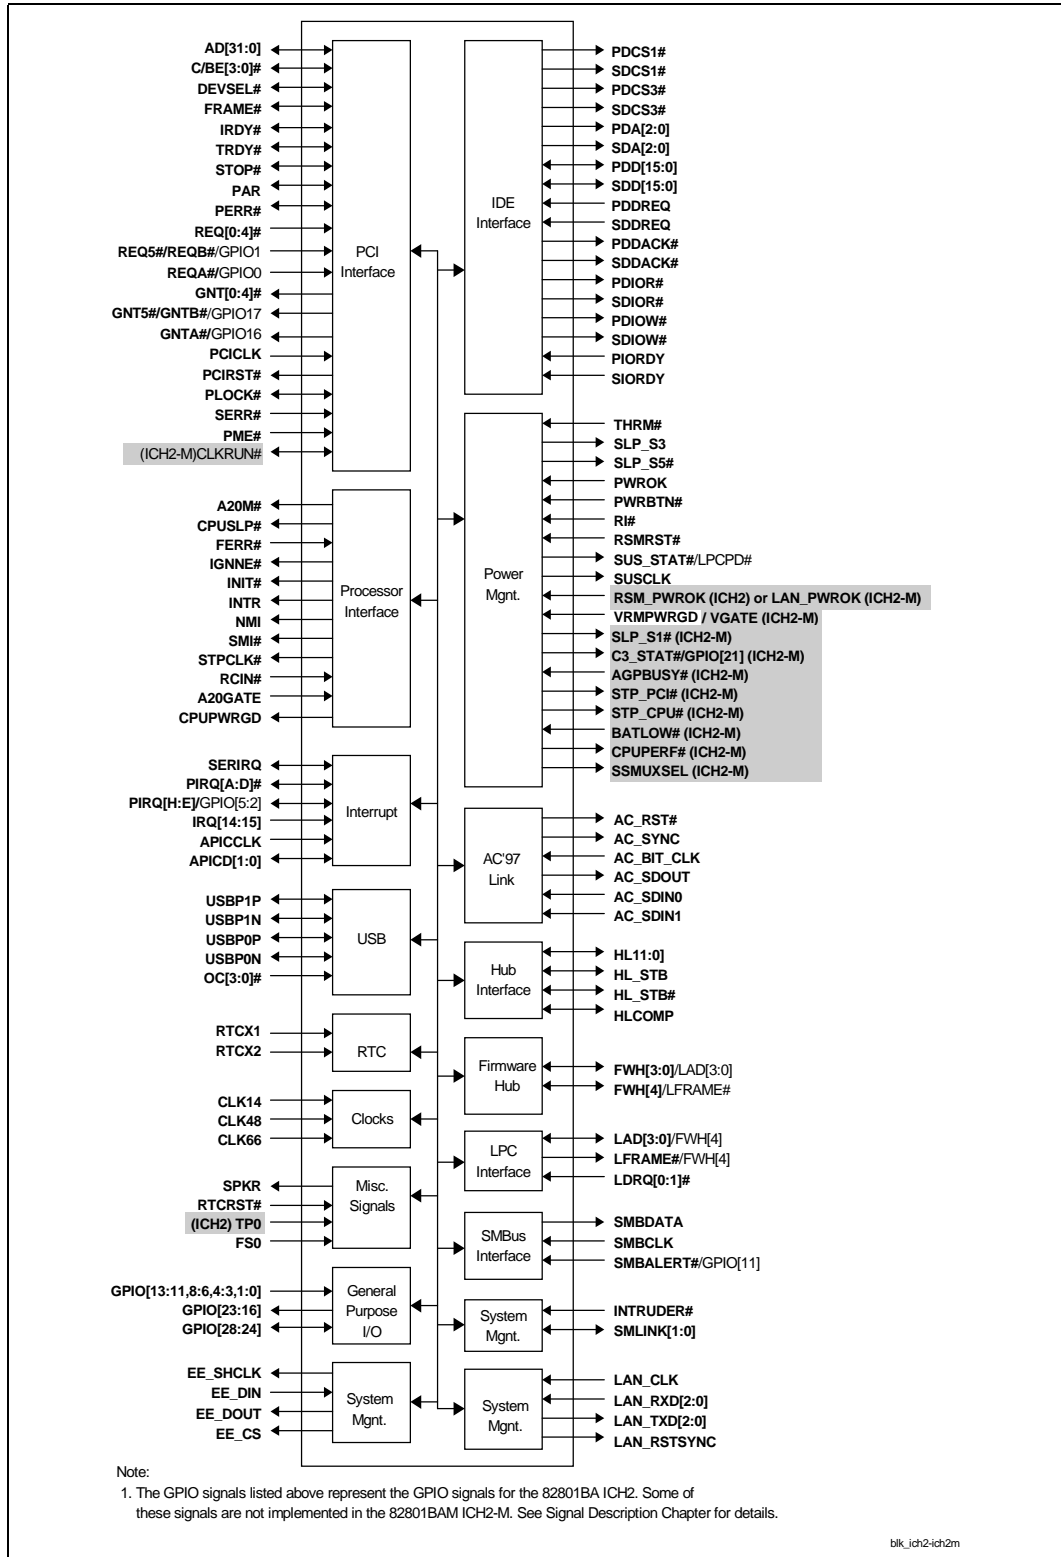 AD[31:0]
C/BE[3:0]#
DEVSEL#
FRAME#
IRDY#
TRDY#
STOP#
PAR
PERR#
REQ[0:4]#
REQ5#/REQB#/GPIO1
REQA#/GPIO0
GNT[0:4]#
GNT5#/GNTB#/GPIO17
GNTA#/GPIO16
PCICLK
PCIRST#
PLOCK#
SERR#
PME#
(ICH2-M)CLKRUN#
PCI
Interface
A20M#
CPUSLP#
FERR#
IGNNE#
INIT#
INTR
NMI
SMI#
STPCLK#
RCIN#
A20GATE
CPUPWRGD
Processor
Interface
SERIRQ
PIRQ[A:D]#
PIRQ[H:E]/GPIO[5:2]
IRQ[14:15]
APICCLK
APICD[1:0]
Interrupt
USBP1P
USBP1N
USBP0P
USBP0N
OC[3:0]#
USB
RTCX1
RTCX2
RTC
CLK14
CLK48
CLK66
Clocks
SPKR
RTCRST#
(ICH2) TP0
FS0
Misc.
Signals
GPIO[13:11,8:6,4:3,1:0]
GPIO[23:16]
GPIO[28:24]
General
Purpose
I/O
EE_SHCLK
EE_DIN
EE_DOUT
EE_CS
System
Mgnt.
IDE
Interface
PDCS1#
SDCS1#
PDCS3#
SDCS3#
PDA[2:0]
SDA[2:0]
PDD[15:0]
SDD[15:0]
PDDREQ
SDDREQ
PDDACK#
SDDACK#
PDIOR#
SDIOR#
PDIOW#
SDIOW#
PIORDY
SIORDY
Power
Mgnt.
THRM#
SLP_S3
SLP_S5#
PWROK
PWRBTN#
RI#
RSMRST#
SUS_STAT#/LPCPD#
SUSCLK
RSM_PWROK (ICH2) or LAN_PWROK (ICH2-M)
VRMPWRGD / VGATE (ICH2-M)
SLP_S1# (ICH2-M)
C3_STAT#/GPIO[21] (ICH2-M)
AGPBUSY# (ICH2-M)
STP_PCI# (ICH2-M)
STP_CPU# (ICH2-M)
BATLOW# (ICH2-M)
CPUPERF# (ICH2-M)
SSMUXSEL (ICH2-M)
AC'97
Link
AC_RST#
AC_SYNC
AC_BIT_CLK
AC_SDOUT
AC_SDIN0
AC_SDIN1
Hub
Interface
HL11:0]
HL_STB
HL_STB#
HLCOMP
Firmware
Hub
FWH[3:0]/LAD[3:0]
FWH[4]/LFRAME#
LPC
Interface
LAD[3:0]/FWH[4]
LFRAME#/FWH[4]
LDRQ[0:1]#
SMBus
Interface
SMBDATA
SMBCLK
SMBALERT#/GPIO[11]
System
Mgnt.
INTRUDER#
SMLINK[1:0]
System
Mgnt.
LAN_CLK
LAN_RXD[2:0]
LAN_TXD[2:0]
LAN_RSTSYNC
Note:
1. The GPIO signals listed above represent the GPIO signals for the 82801BA ICH2. Some of
these signals are not implemented in the 82801BAM ICH2-M. See Signal Description Chapter for details.
blk_ich2-ich2m